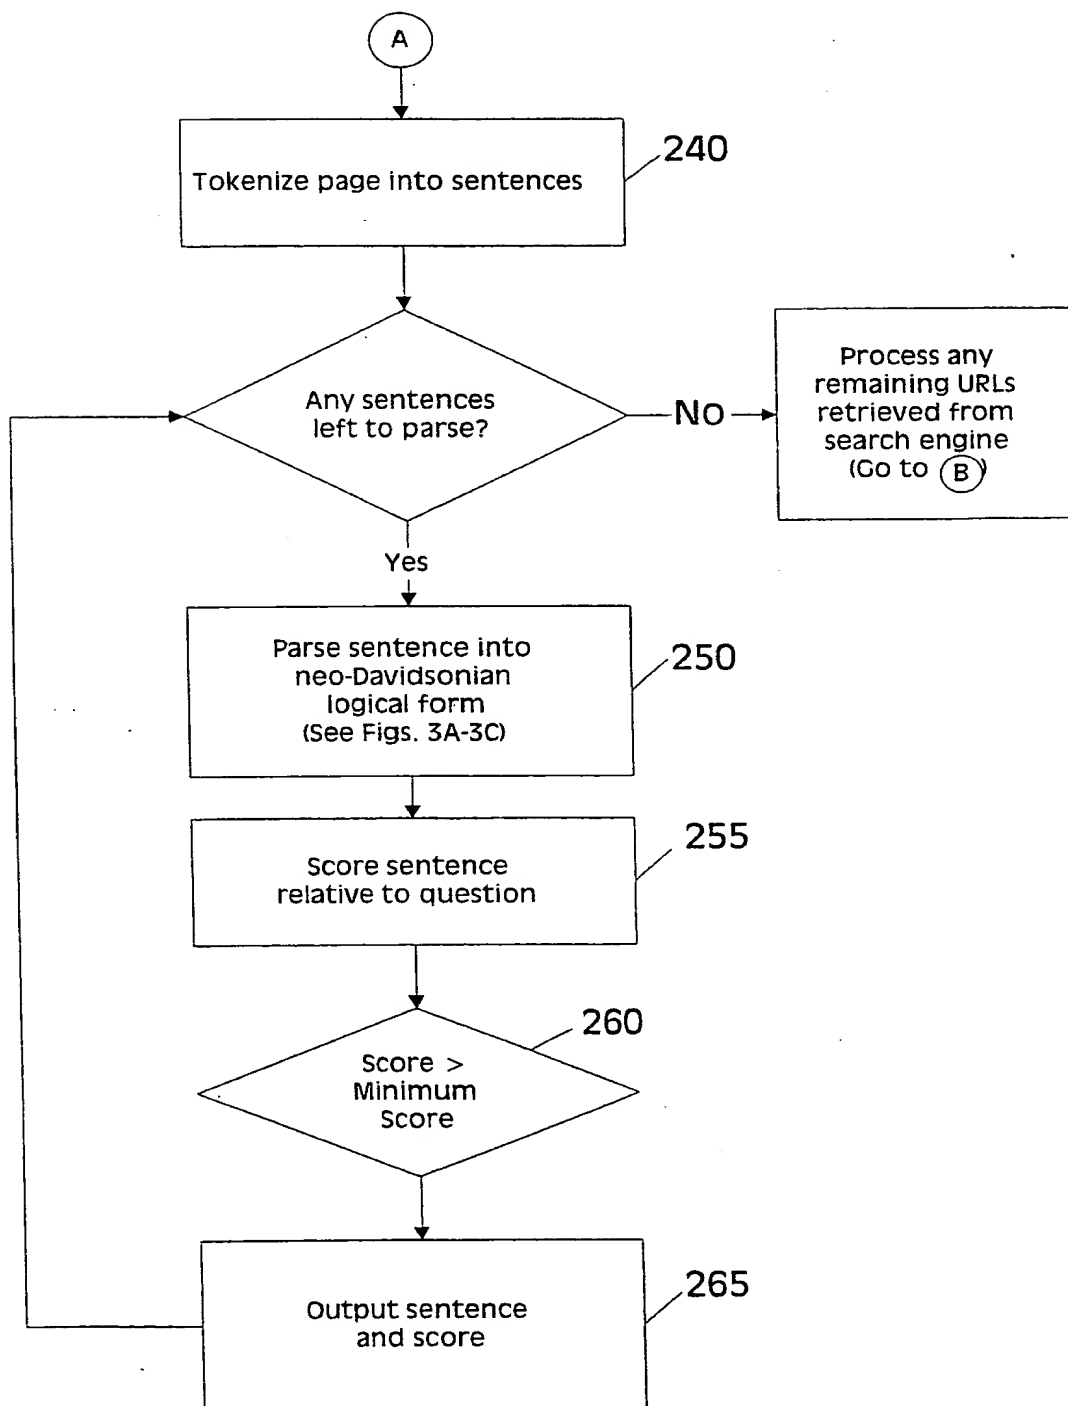 A
240
Tokenize page into sentences
Any sentences
left to parse?
No
Process any
remaining URLs
retrieved from
search engine
(Go to B)
Yes
Parse sentence into
neo-Davidsonian
logical form
(See Figs. 3A-3C)
250
255
Score sentence
relative to question
260
Score >
Minimum
Score
265
Output sentence
and score